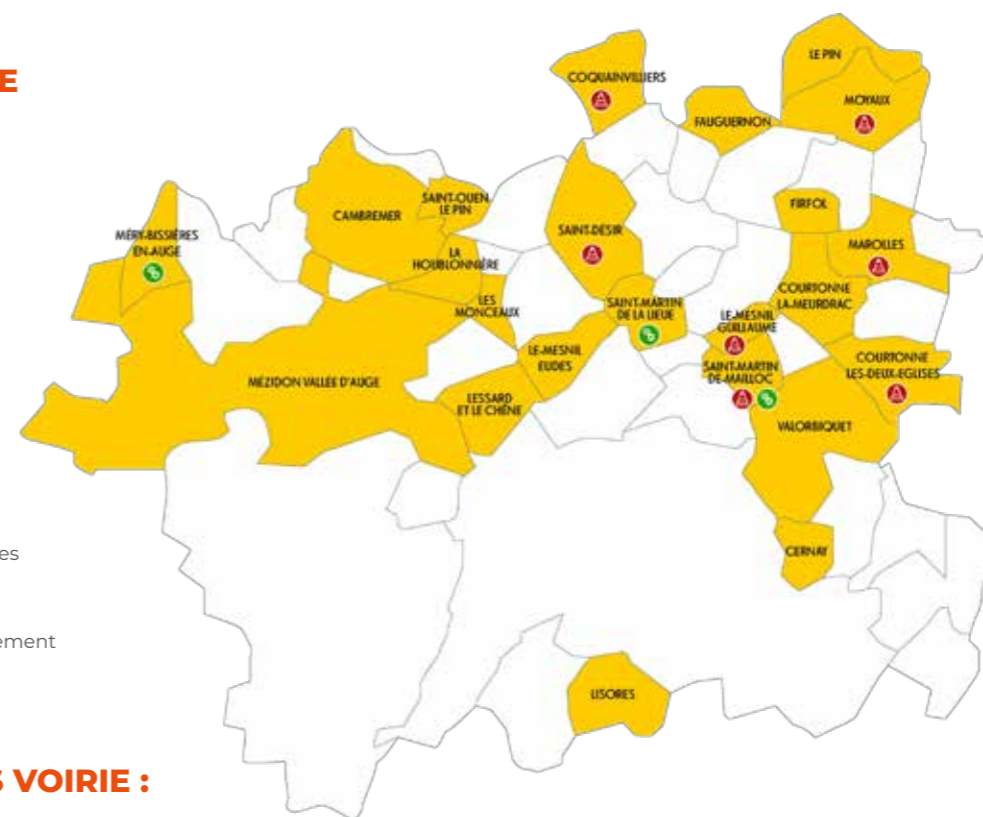 E
LE PIN
COQUAINVILLIERS
MOYAUX
FAUGUERNON
SAINT-OUEN
LE PIN
CAMBREMER
FIRFOL
MÉRY-BISSIÈRES
EN-AUGE
SAINT-DÉSIR
MAROLLES
LA
HOUBLONNIÈRE
COURTONNE
LA-MEURDRAC
LES
MONCEAUX
SAINT-MARTIN
DE LA LIEUE
LE-MESNIL
GUILLAUME
LE-MESNIL
EUDES
COURTONNE
LES-DEUX-EGLISES
SAINT-MARTIN
DE-MAILLOC
MÉZIDON VALLÉE D'AUGE
LESSARD
ET LE CHÊNE
VALORBIQUET
es
CERNAY
ement
LISORES
S VOIRIE :